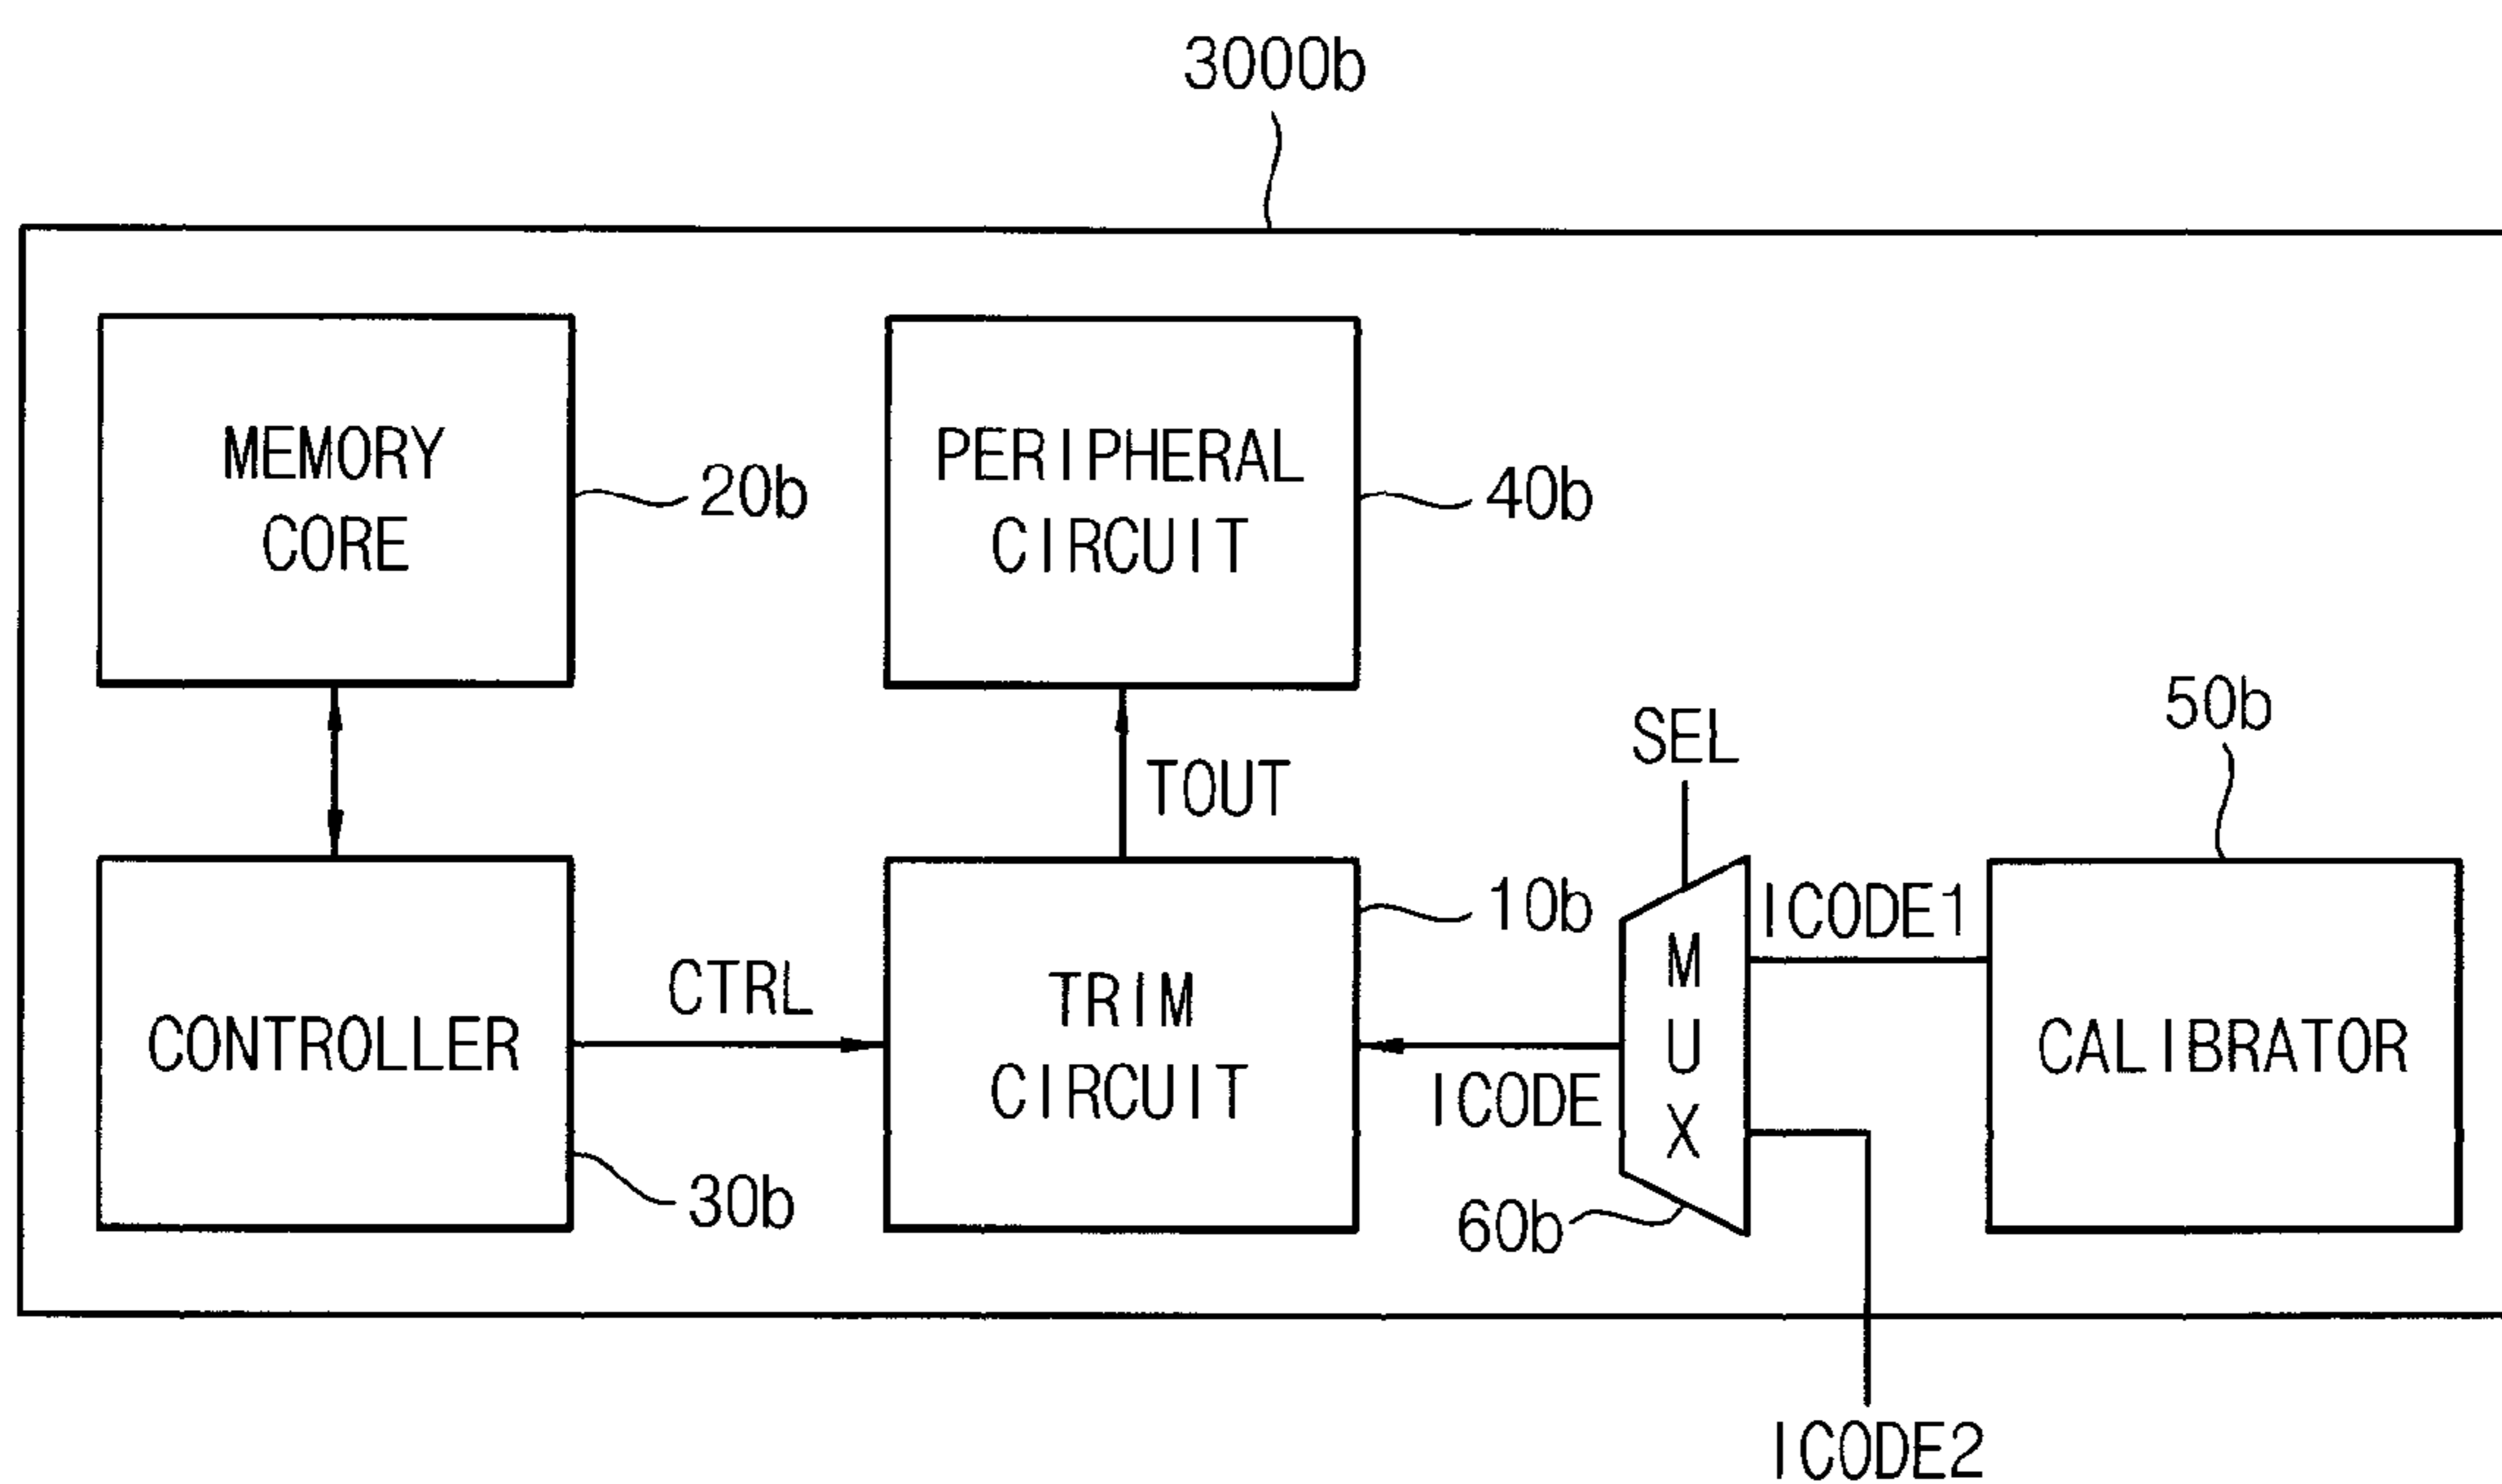 3000b
MEMORY
CORE
20b
PERIPHERAL
CIRCUIT
40b
TOUT
SEL
50b
CONTROLLER
30b
CTRL
TRIM
CIRCUIT
10b
ICODE
MUX
60b
ICODE1
CALIBRATOR
ICODE2